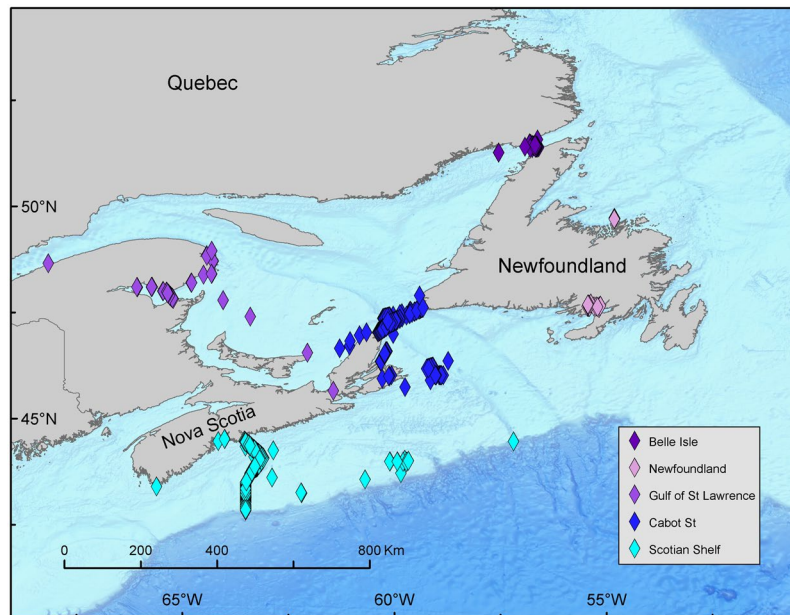 Quebec
50°N
Newfoundland
45°N
Nova Scotia
Belle Isle
Newfoundland
Gulf of St Lawrence
Cabot St
Scotian Shelf
0 200 400 800 Km
65°W 60°W 55°W